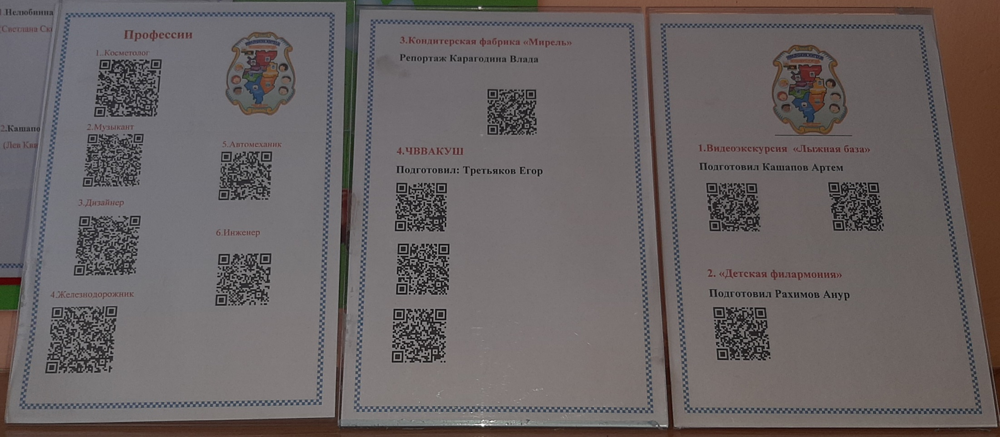 1.Нелюбина
(Светлана
2.Кашапо
(Лев Кви
Профессии
1..Косметолог
2.Музыкант
3.Дизайнер
4.Железнодорожник
5.Автомеханик
6.Инженер
3.Кондитерская фабрика «Мирель»
Репортаж Карагодина Влада
4.ЧВВАКУШ
Подготовил: Третьяков Егор
1.Видеоэкскурсия «Лыжная база»
Подготовил Кашапов Артем
2. «Детская филармония»
Подготовил Рахимов Анур